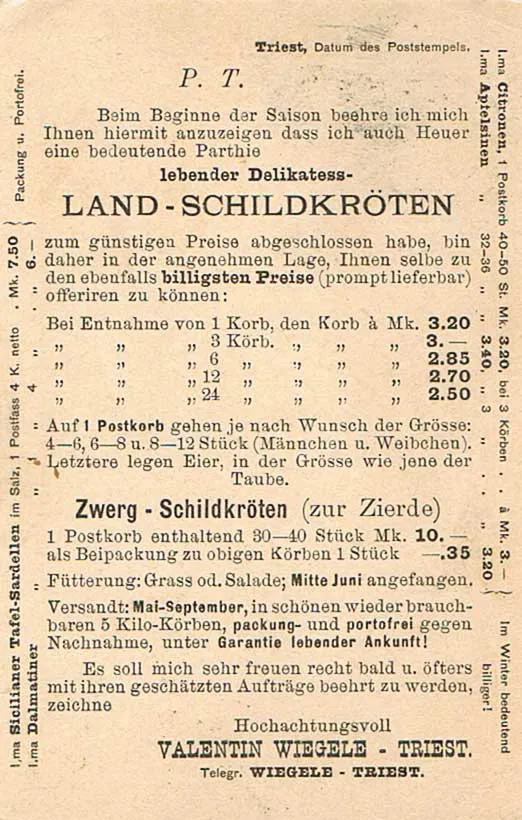 Triest, Datum des Poststempels.
P. T.
Beim Beginne der Saison beehre ich mich
Ihnen hiermit anzuzeigen dass ich auch Heuer
eine bedeutende Parthie
lebender Delikatess-
LAND-SCHILDKRÖTEN
zum günstigen Preise abgeschlossen habe, bin
daher in der angenehmen Lage, Ihnen selbe zu
den ebenfalls billigsten Preise (prompt lieferbar)
offeriren zu können:
Bei Entnahme von 1 Korb, den Korb à Mk. 3.20
„ „ „ 3 Körb. „ „ „ 3.—
„ „ „ 6 „ „ „ „ 2.85
„ „ „ 12 „ „ „ „ 2.70
„ „ „ 24 „ „ „ „ 2.50
Auf 1 Postkorb gehen je nach Wunsch der Grösse:
4—6, 6—8 u. 8—12 Stück (Männchen u. Weibchen).
Letztere legen Eier, in der Grösse wie jene der
Taube.
Zwerg-Schildkröten (zur Zierde)
1 Postkorb enthaltend 30—40 Stück Mk. 10.—
als Beipackung zu obigen Körben 1 Stück —.35
Fütterung: Grass od. Salade; Mitte Juni angefangen.
Versandt: Mai-September, in schönen wieder brauch-
baren 5 Kilo-Körben, packung- und portofrei gegen
Nachnahme, unter Garantie lebender Ankunft!
Es soll mich sehr freuen recht bald u. öfters
mit ihren geschätzten Aufträge beehrt zu werden,
zeichne
Hochachtungsvoll
VALENTIN WIEGELE - TRIEST.
Telegr. WIEGELE - TRIEST.
I.ma Sicilianer Tafel-Sardellen im Salz, 1 Postfass 4 K. netto . Mk. 7.50
I.ma Dalmatiner „ „ „ 1 „ 4 „ „ . „ 6.—
Packung u. Portofrei.
I.ma Citronen, 1 Postkorb 40—50 St. Mk. 3.20, bei 3 Körben . . à Mk. 3.—
I.ma Apfelsinen „ „ 32—36 „ „ 3.40, „ 3 „ . . „ „ 3.20
Im Winter bedeutend
billiger!